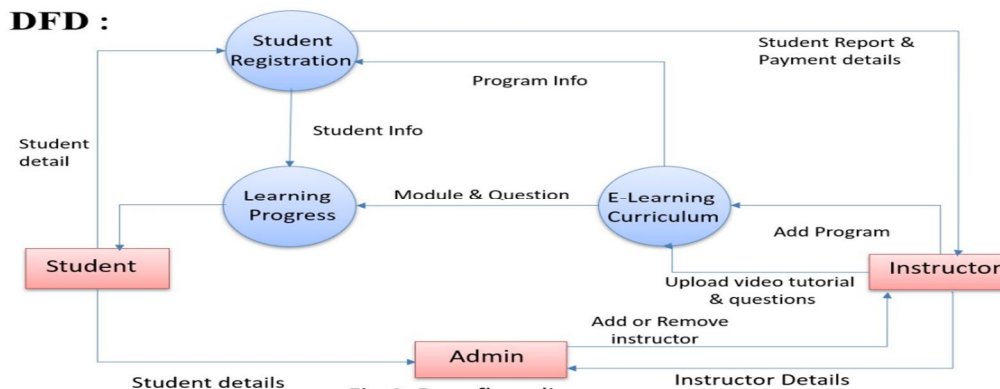 DFD :
Student
Registration
Student Report &
Payment details
Program Info
Student Info
Student
detail
Learning
Progress
Module & Question
E-Learning
Curriculum
Add Program
Student
Instructor
Upload video tutorial
& questions
Add or Remove
instructor
Admin
Student details
Instructor Details